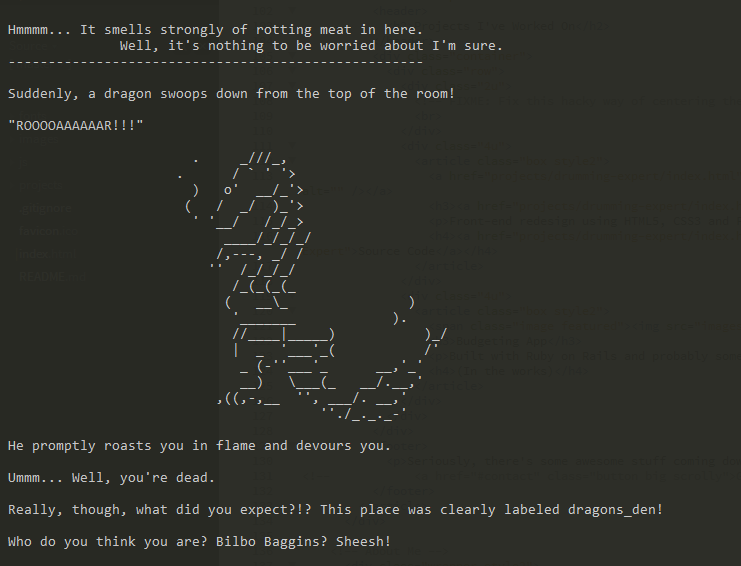 Hmmmm... It smells strongly of rotting meat in here.
Well, it's nothing to be worried about I'm sure.
----------------------------------------------------
Suddenly, a dragon swoops down from the top of the room!
"ROOOOAAAAAAR!!!"
He promptly roasts you in flame and devours you.
Ummm... Well, you're dead.
Really, though, what did you expect?!? This place was clearly labeled dragons_den!
Who do you think you are? Bilbo Baggins? Sheesh!